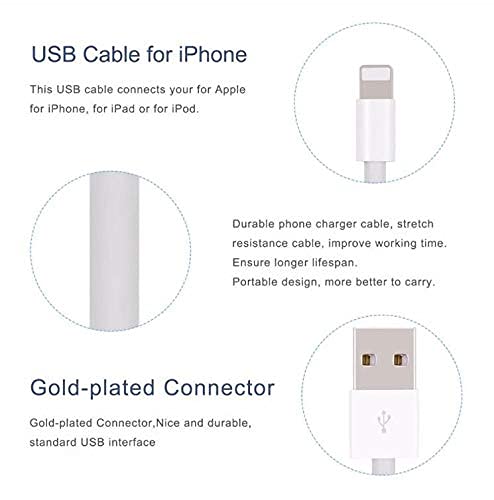 USB Cable for iPhone
This USB cable connects your for Apple
for iPhone, for iPad or for iPod.
Durable phone charger cable, stretch
resistance cable, improve working time.
Ensure longer lifespan.
Portable design, more better to carry.
Gold-plated Connector
Gold-plated Connector,Nice and durable,
standard USB interface